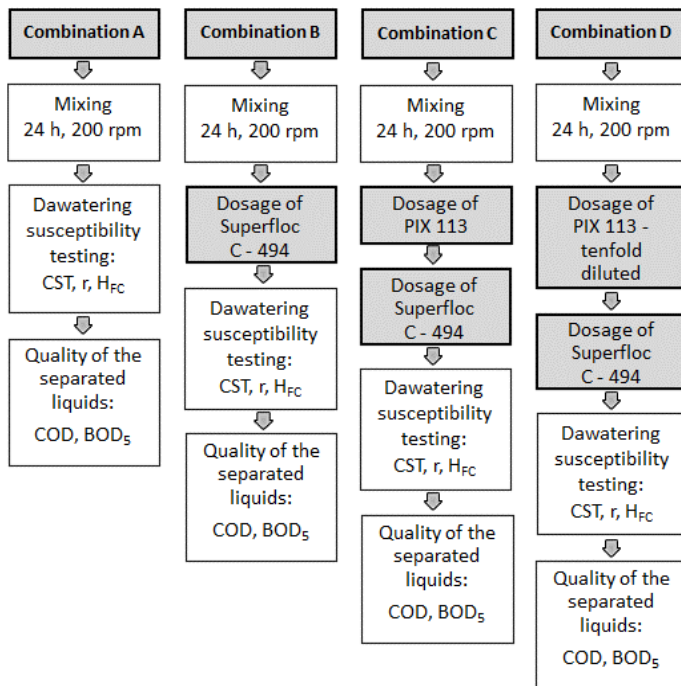 Combination A
Mixing
24 h, 200 rpm
Dawatering
susceptibility
testing:
CST, r, H_FC
Quality of the
separated
liquids:
COD, BOD₅
Combination B
Mixing
24 h, 200 rpm
Dosage of
Superfloc
C - 494
Dawatering
susceptibility
testing:
CST, r, H_FC
Quality of the
separated
liquids:
COD, BOD₅
Combination C
Mixing
24 h, 200 rpm
Dosage of
PIX 113
Dosage of
Superfloc
C - 494
Dawatering
susceptibility
testing:
CST, r, H_FC
Quality of the
separated
liquids:
COD, BOD₅
Combination D
Mixing
24 h, 200 rpm
Dosage of
PIX 113 -
tenfold
diluted
Dosage of
Superfloc
C - 494
Dawatering
susceptibility
testing:
CST, r, H_FC
Quality of the
separated
liquids:
COD, BOD₅